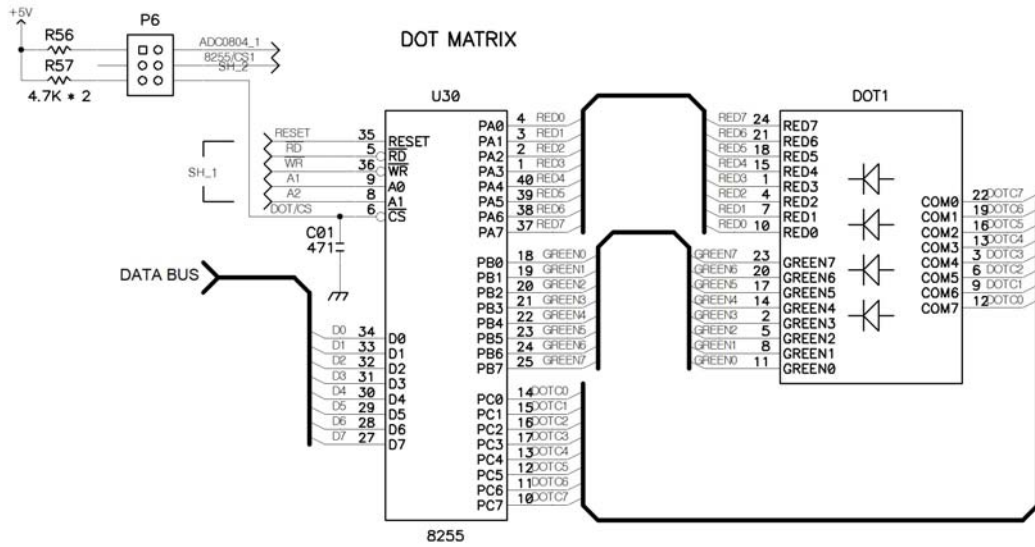 +5V
P6
R56
R57
4.7K * 2
ADC0804_1
8255/CS1
SH_2
DOT MATRIX
U30
DOT1
SH_1
RESET 35 RESET
RD 5 RD
WR 36 WR
A1 9 A0
A2 8 A1
DOT/CS 6 CS
C01
471
DATA BUS
D0 34 D0
D1 33 D1
D2 32 D2
D3 31 D3
D4 30 D4
D5 29 D5
D6 28 D6
D7 27 D7
PA0 4 RED0
PA1 3 RED1
PA2 2 RED2
PA3 1 RED3
PA4 40 RED4
PA5 39 RED5
PA6 38 RED6
PA7 37 RED7
PB0 18 GREEN0
PB1 19 GREEN1
PB2 20 GREEN2
PB3 21 GREEN3
PB4 22 GREEN4
PB5 23 GREEN5
PB6 24 GREEN6
PB7 25 GREEN7
PC0 14 DOTC0
PC1 15 DOTC1
PC2 16 DOTC2
PC3 17 DOTC3
PC4 13 DOTC4
PC5 12 DOTC5
PC6 11 DOTC6
PC7 10 DOTC7
8255
RED7 24 RED7
RED6 21 RED6
RED5 18 RED5
RED4 15 RED4
RED3 1 RED3
RED2 4 RED2
RED1 7 RED1
RED0 10 RED0
GREEN7 23 GREEN7
GREEN6 20 GREEN6
GREEN5 17 GREEN5
GREEN4 14 GREEN4
GREEN3 2 GREEN3
GREEN2 5 GREEN2
GREEN1 8 GREEN1
GREEN0 11 GREEN0
COM0 22 DOTC7
COM1 19 DOTC6
COM2 16 DOTC5
COM3 13 DOTC4
COM4 3 DOTC3
COM5 6 DOTC2
COM6 9 DOTC1
COM7 12 DOTC0